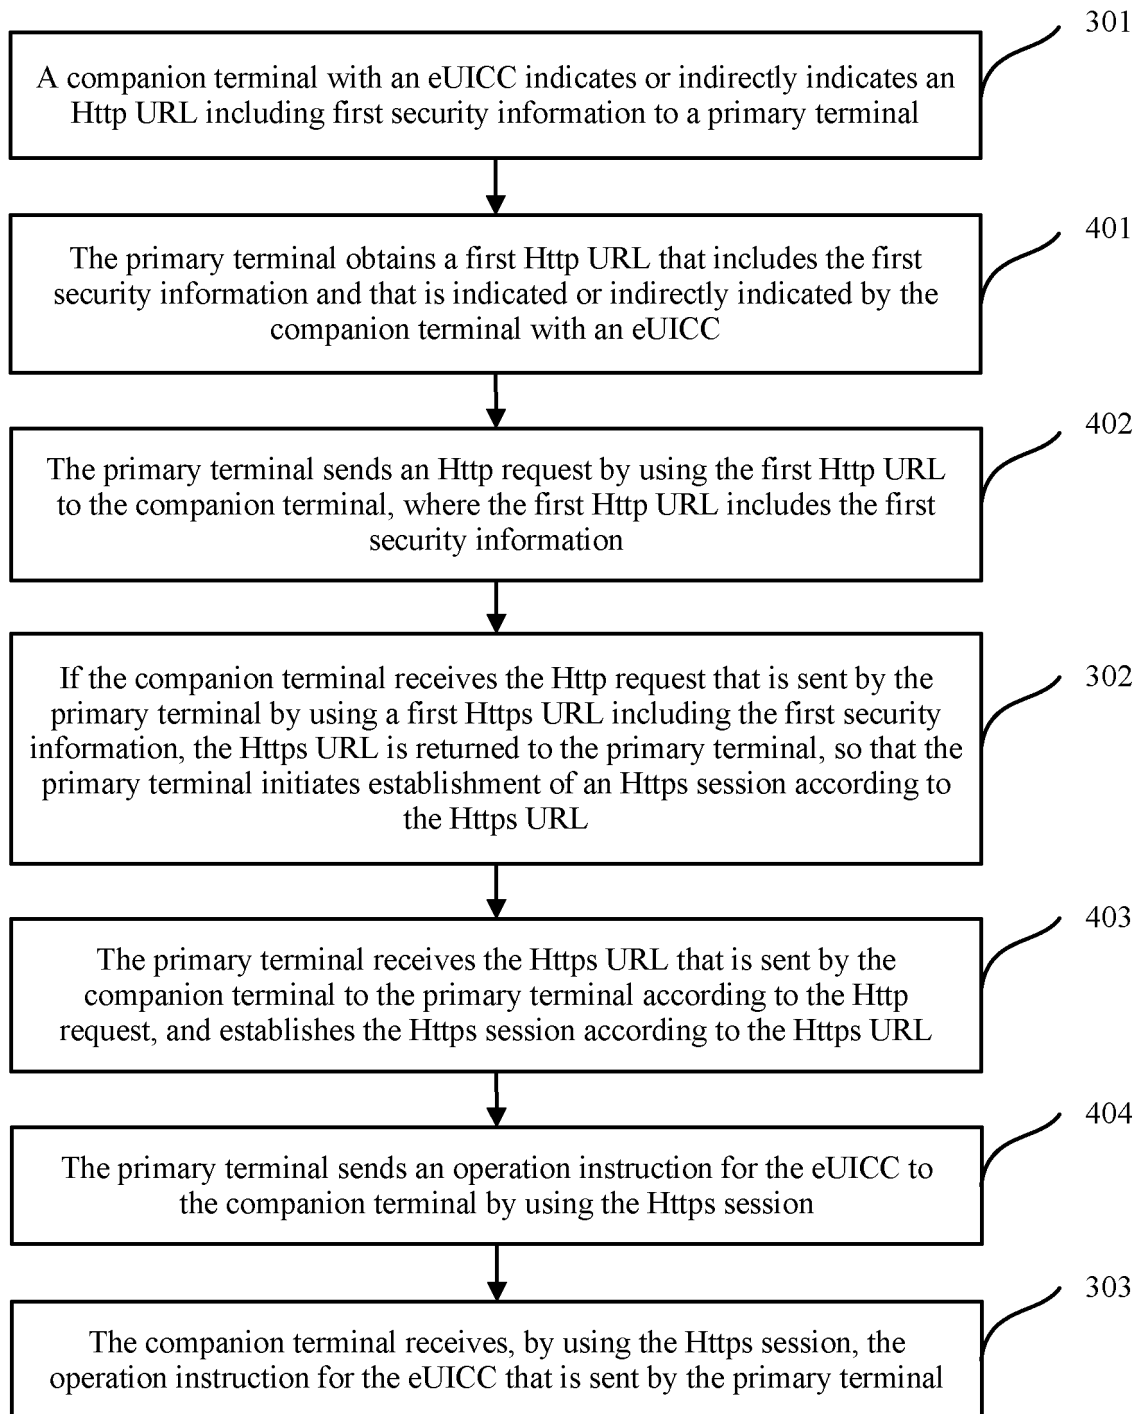 301
A companion terminal with an eUICC indicates or indirectly indicates an
Http URL including first security information to a primary terminal
401
The primary terminal obtains a first Http URL that includes the first
security information and that is indicated or indirectly indicated by the
companion terminal with an eUICC
402
The primary terminal sends an Http request by using the first Http URL
to the companion terminal, where the first Http URL includes the first
security information
302
If the companion terminal receives the Http request that is sent by the
primary terminal by using a first Https URL including the first security
information, the Https URL is returned to the primary terminal, so that the
primary terminal initiates establishment of an Https session according to
the Https URL
403
The primary terminal receives the Https URL that is sent by the
companion terminal to the primary terminal according to the Http
request, and establishes the Https session according to the Https URL
404
The primary terminal sends an operation instruction for the eUICC to
the companion terminal by using the Https session
303
The companion terminal receives, by using the Https session, the
operation instruction for the eUICC that is sent by the primary terminal